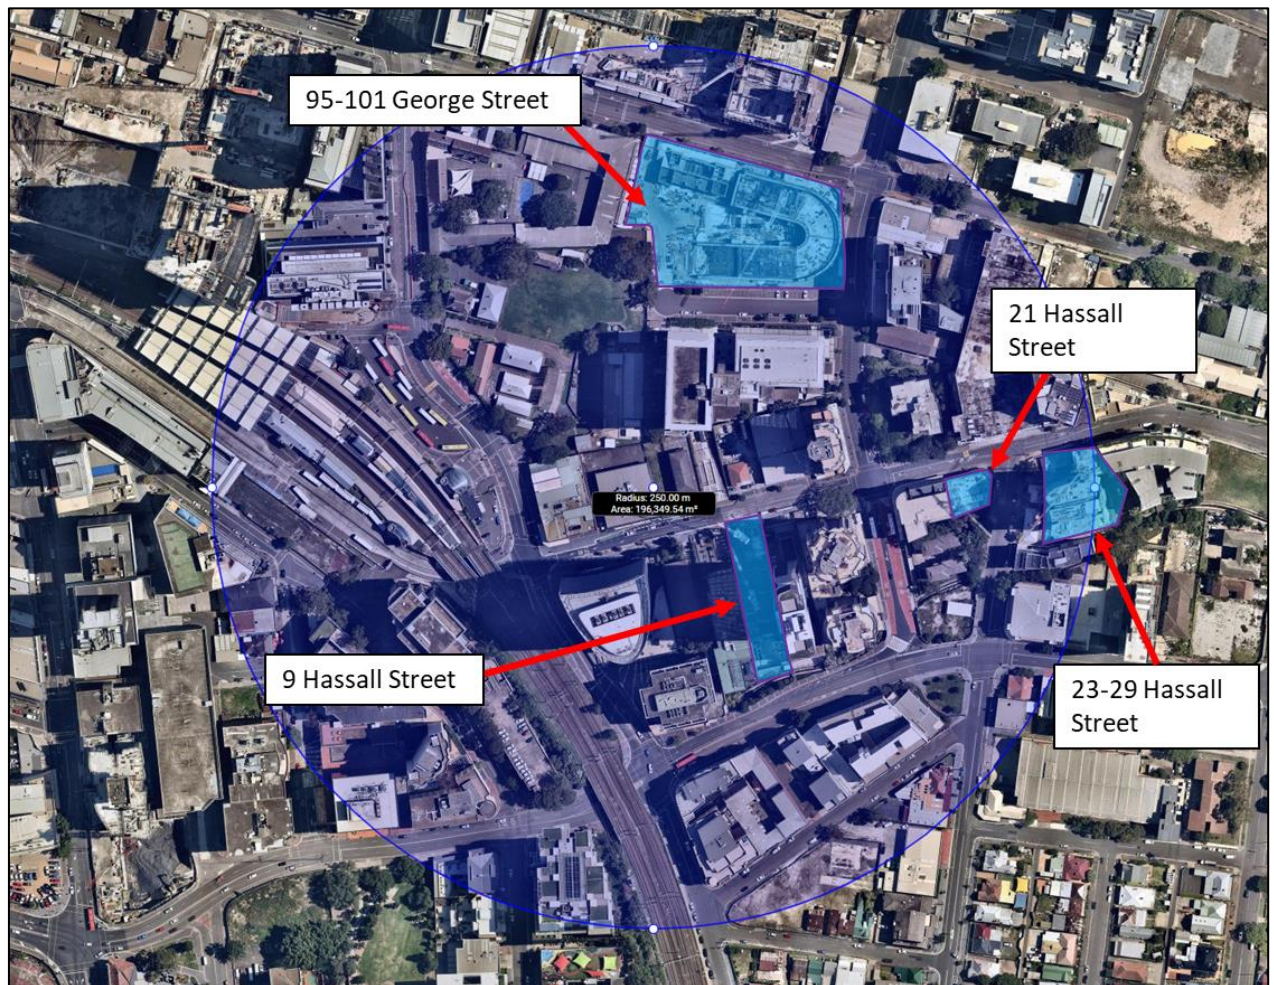 95-101 George Street
21 Hassall
Street
Radius: 250.00 m
Area: 196,349.54 m²
9 Hassall Street
23-29 Hassall
Street